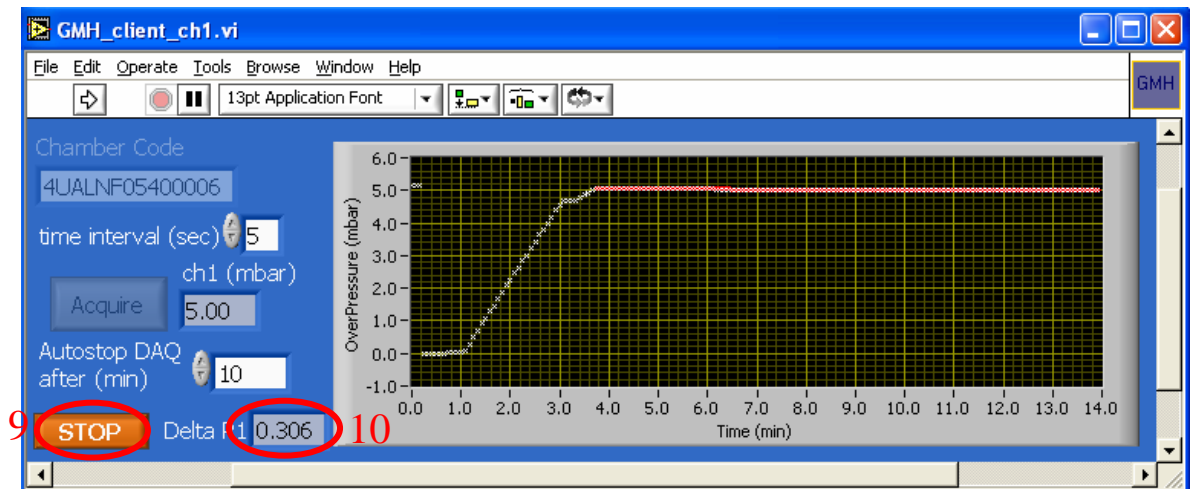 GMH_client_ch1.vi
File Edit Operate Tools Browse Window Help
13pt Application Font
GMH
Chamber Code
4UALNF05400006
time interval (sec) 5
ch1 (mbar)
Acquire 5.00
Autostop DAQ
after (min) 10
9 STOP Delta P1 0.306 10
OverPressure (mbar)
6.0
5.0
4.0
3.0
2.0
1.0
0.0
-1.0
0.0 1.0 2.0 3.0 4.0 5.0 6.0 7.0 8.0 9.0 10.0 11.0 12.0 13.0 14.0
Time (min)